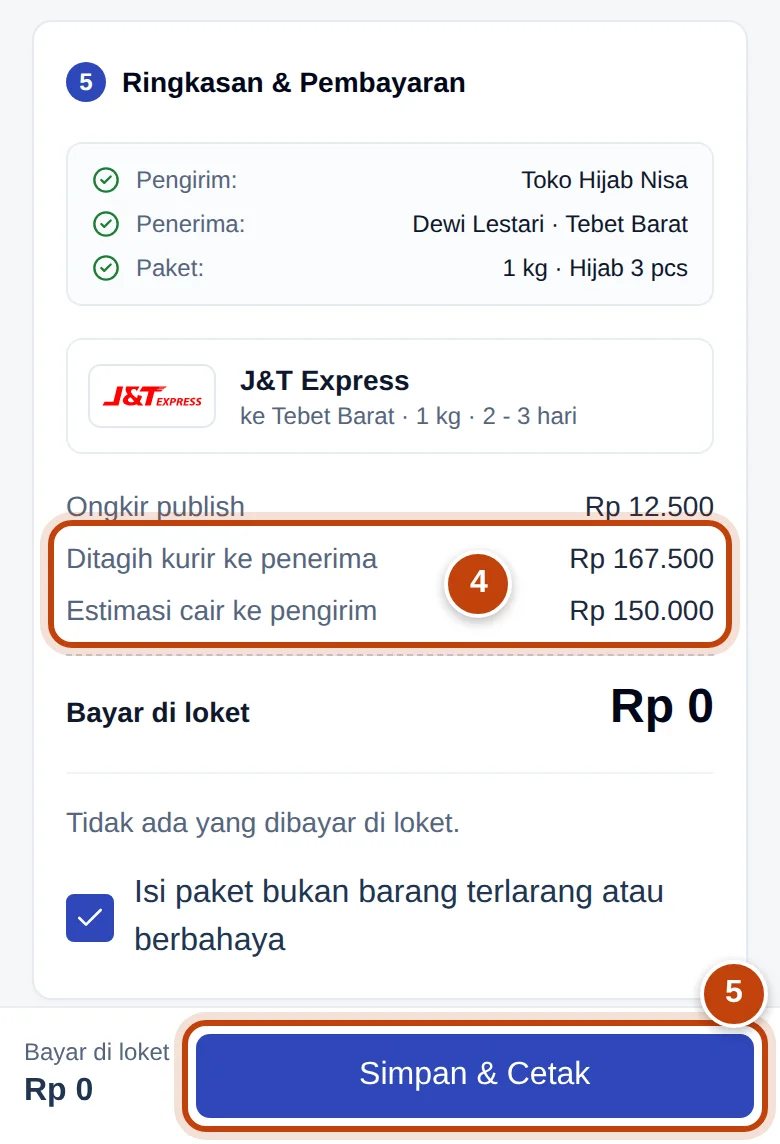 5 Ringkasan & Pembayaran
Pengirim: Toko Hijab Nisa
Penerima: Dewi Lestari · Tebet Barat
Paket: 1 kg · Hijab 3 pcs
J&T EXPRESS
J&T Express
ke Tebet Barat · 1 kg · 2 - 3 hari
Ongkir publish Rp 12.500
Ditagih kurir ke penerima Rp 167.500
4
Estimasi cair ke pengirim Rp 150.000
Bayar di loket Rp 0
Tidak ada yang dibayar di loket.
Isi paket bukan barang terlarang atau
berbahaya
5
Bayar di loket
Rp 0
Simpan & Cetak